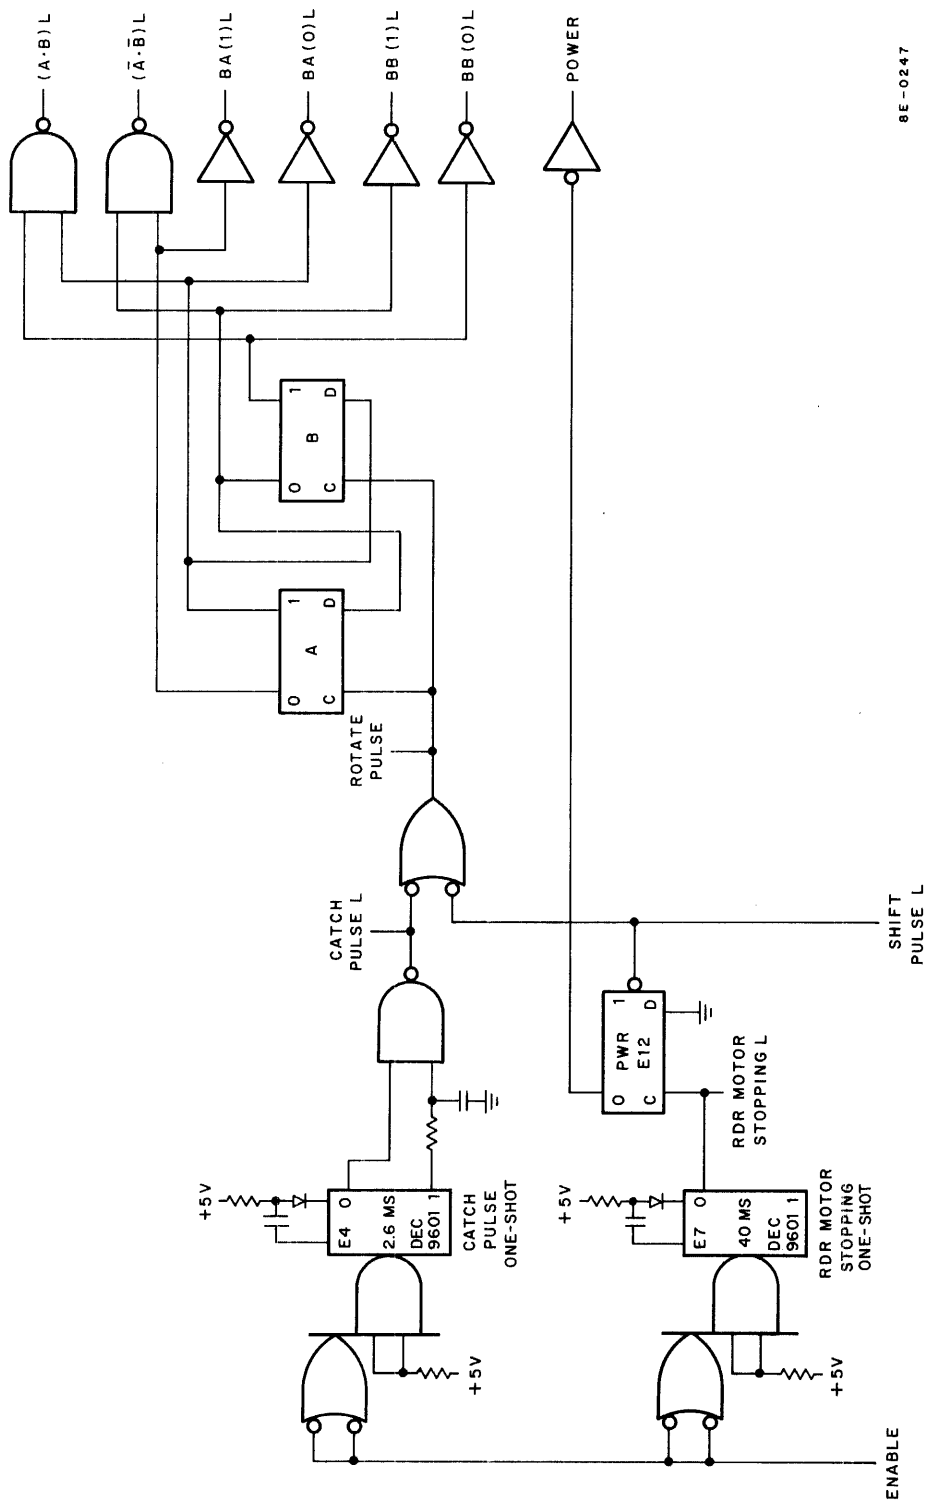 (A·B)L
(Ā·B̄)L
BA(1)L
BA(0)L
BB(1)L
BB(0)L
POWER
8E-0247
0 1
B
C D
0 1
A
C D
ROTATE
PULSE
CATCH
PULSE L
SHIFT
PULSE L
0 1
PWR
E12
C D
RDR MOTOR
STOPPING L
+5V
E4 0
2.6 MS
DEC
9601 1
CATCH
PULSE
ONE-SHOT
+5V
+5V
E7 0
40 MS
DEC
9601 1
RDR MOTOR
STOPPING
ONE-SHOT
+5V
ENABLE